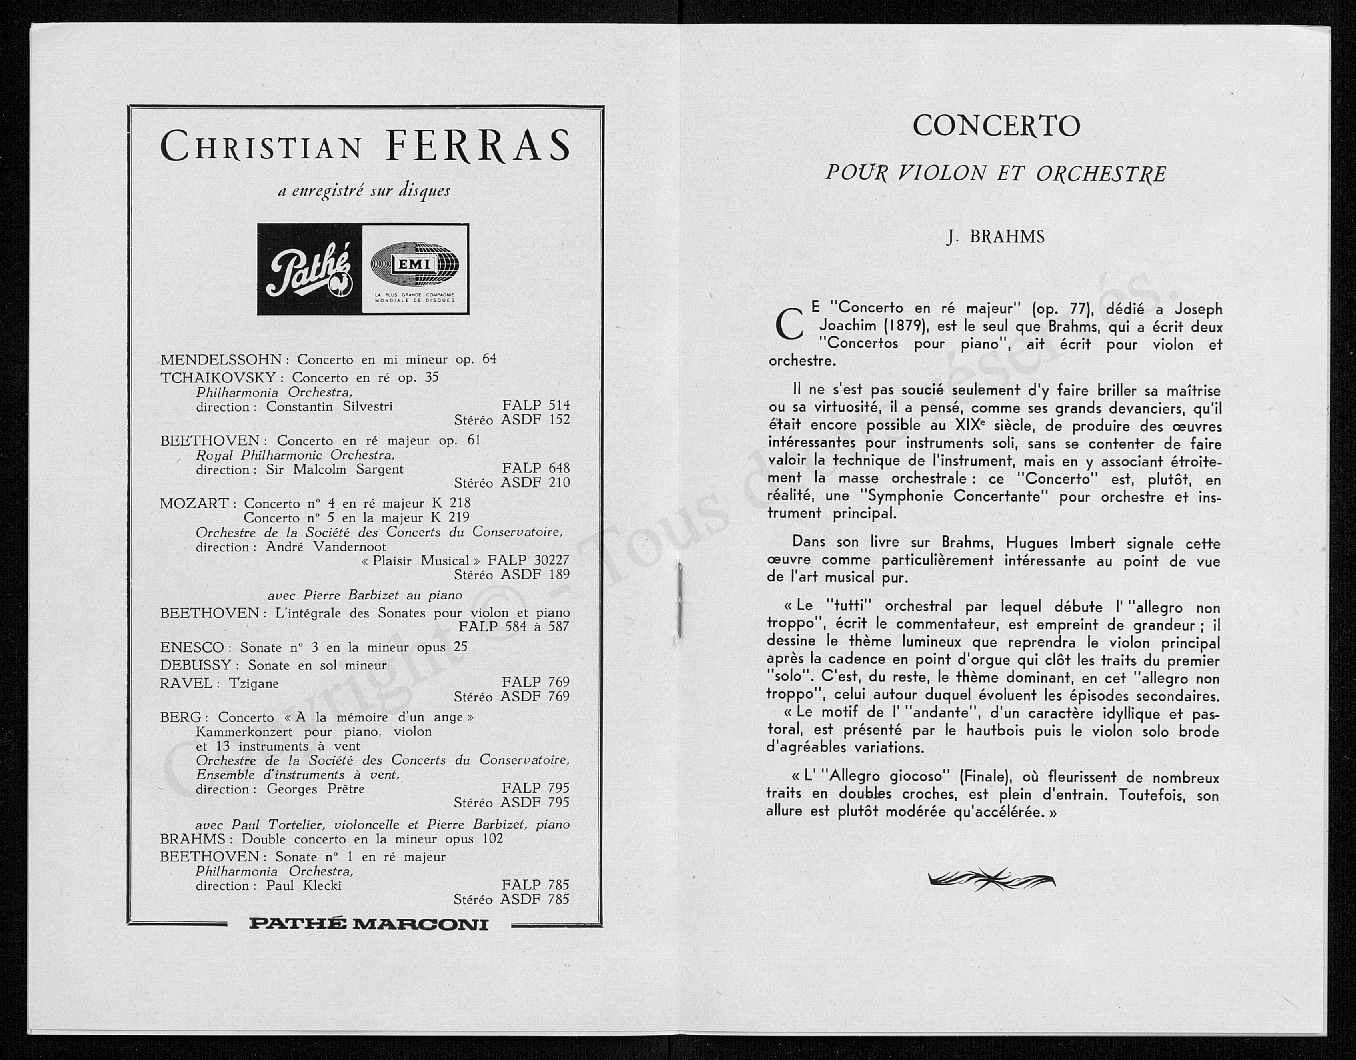 CHRISTIAN FERRAS
a enregistré sur disques
Pathé
EMI
LA PLUS GRANDE COMPAGNIE
MONDIALE DE DISQUES
MENDELSSOHN : Concerto en mi mineur op. 64
TCHAIKOVSKY : Concerto en ré op. 35
Philharmonia Orchestra,
direction : Constantin Silvestri FALP 514
Stéréo ASDF 152
BEETHOVEN : Concerto en ré majeur op. 61
Royal Philharmonic Orchestra,
direction : Sir Malcolm Sargent FALP 648
Stéréo ASDF 210
MOZART : Concerto n° 4 en ré majeur K 218
Concerto n° 5 en la majeur K 219
Orchestre de la Société des Concerts du Conservatoire,
direction : André Vandernoot
« Plaisir Musical » FALP 30227
Stéréo ASDF 189
avec Pierre Barbizet au piano
BEETHOVEN : L'intégrale des Sonates pour violon et piano
FALP 584 à 587
ENESCO : Sonate n° 3 en la mineur opus 25
DEBUSSY : Sonate en sol mineur
RAVEL : Tzigane FALP 769
Stéréo ASDF 769
BERG : Concerto « A la mémoire d'un ange »
Kammerkonzert pour piano, violon
et 13 instruments à vent
Orchestre de la Société des Concerts du Conservatoire,
Ensemble d'instruments à vent,
direction : Georges Prêtre FALP 795
Stéréo ASDF 795
avec Paul Tortelier, violoncelle et Pierre Barbizet, piano
BRAHMS : Double concerto en la mineur opus 102
BEETHOVEN : Sonate n° 1 en ré majeur
Philharmonia Orchestra,
direction : Paul Klecki FALP 785
Stéréo ASDF 785
PATHÉ MARCONI
CONCERTO
POUR VIOLON ET ORCHESTRE
J. BRAHMS
CE "Concerto en ré majeur" (op. 77), dédié a Joseph
Joachim (1879), est le seul que Brahms, qui a écrit deux
"Concertos pour piano", ait écrit pour violon et
orchestre.
Il ne s'est pas soucié seulement d'y faire briller sa maîtrise
ou sa virtuosité, il a pensé, comme ses grands devanciers, qu'il
était encore possible au XIXe siècle, de produire des œuvres
intéressantes pour instruments soli, sans se contenter de faire
valoir la technique de l'instrument, mais en y associant étroite-
ment la masse orchestrale : ce "Concerto" est, plutôt, en
réalité, une "Symphonie Concertante" pour orchestre et ins-
trument principal.
Dans son livre sur Brahms, Hugues Imbert signale cette
œuvre comme particulièrement intéressante au point de vue
de l'art musical pur.
« Le "tutti" orchestral par lequel débute l' "allegro non
troppo", écrit le commentateur, est empreint de grandeur ; il
dessine le thème lumineux que reprendra le violon principal
après la cadence en point d'orgue qui clôt les traits du premier
"solo". C'est, du reste, le thème dominant, en cet "allegro non
troppo", celui autour duquel évoluent les épisodes secondaires.
« Le motif de l' "andante", d'un caractère idyllique et pas-
toral, est présenté par le hautbois puis le violon solo brode
d'agréables variations.
« L' "Allegro giocoso" (Finale), où fleurissent de nombreux
traits en doubles croches, est plein d'entrain. Toutefois, son
allure est plutôt modérée qu'accélérée. »
Copyright © - Tous droits réservés.